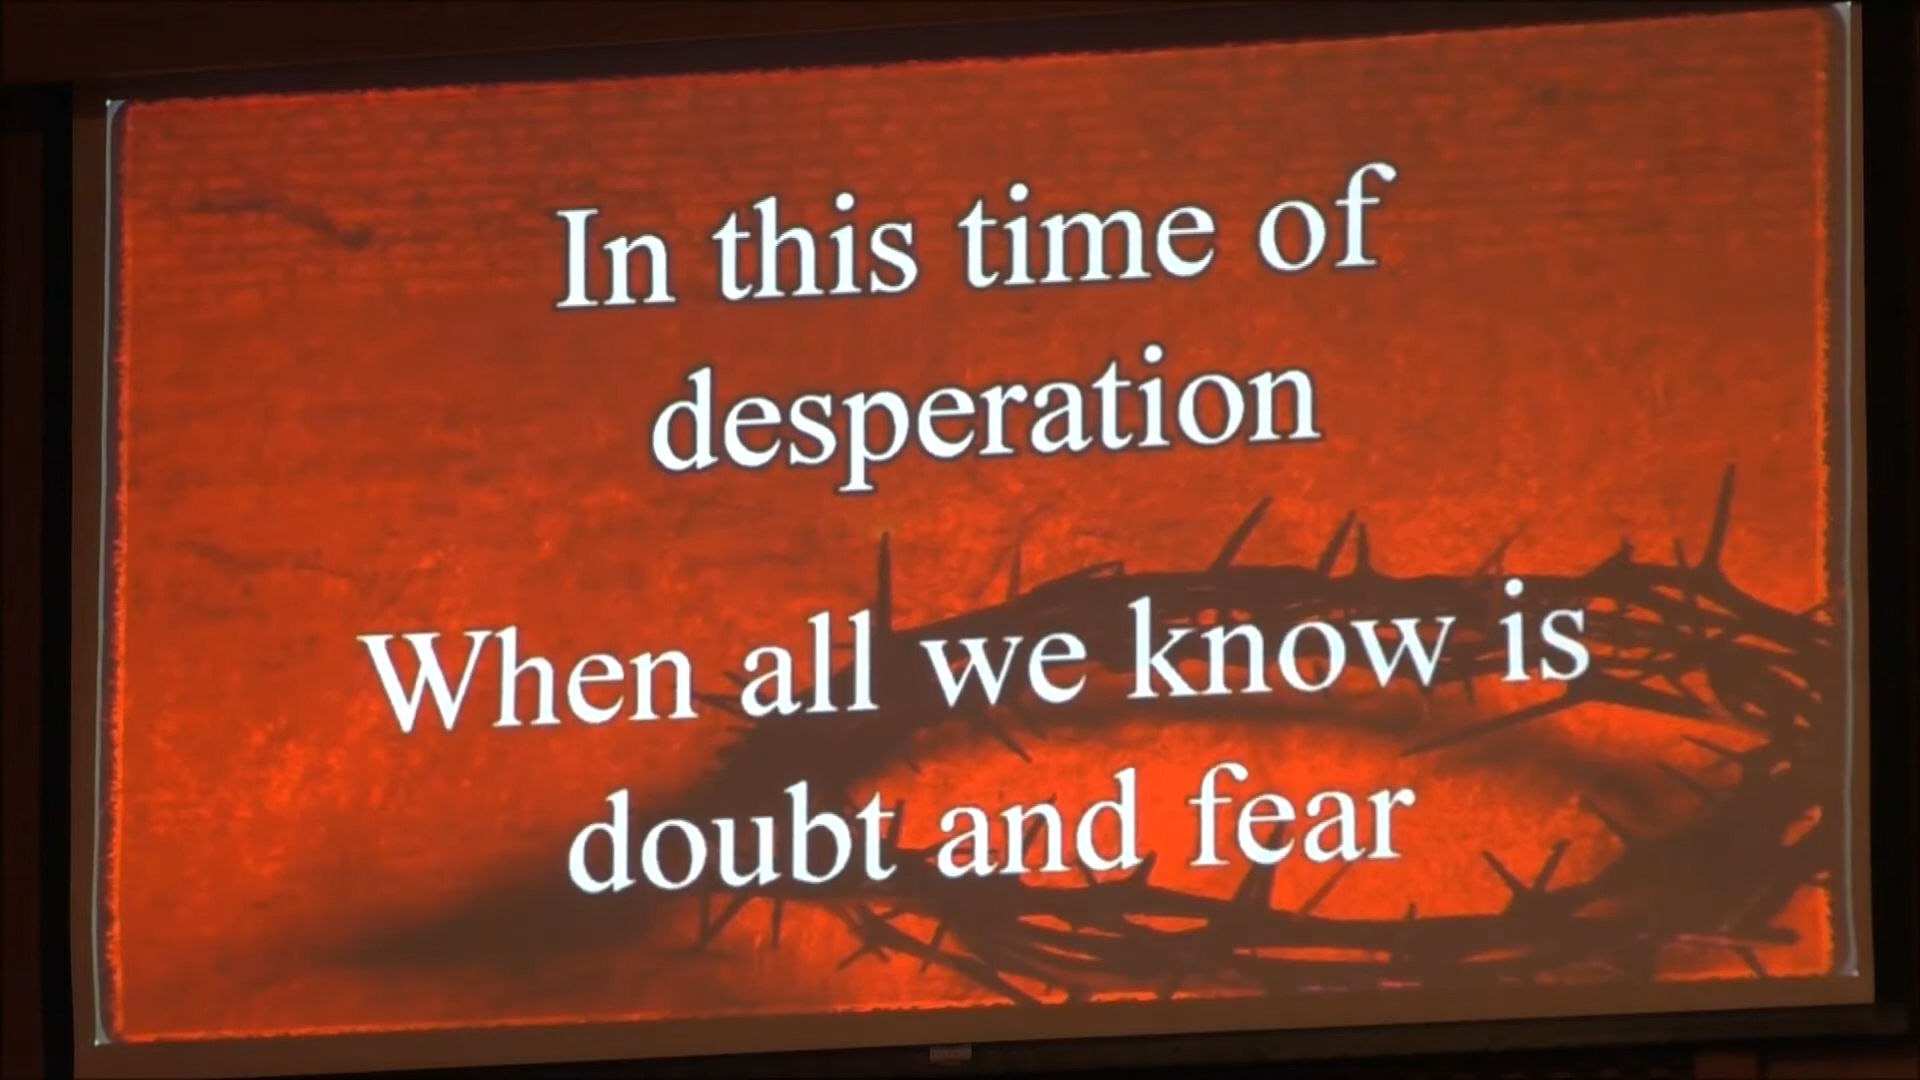 In this time of
desperation
When all we know is
doubt and fear